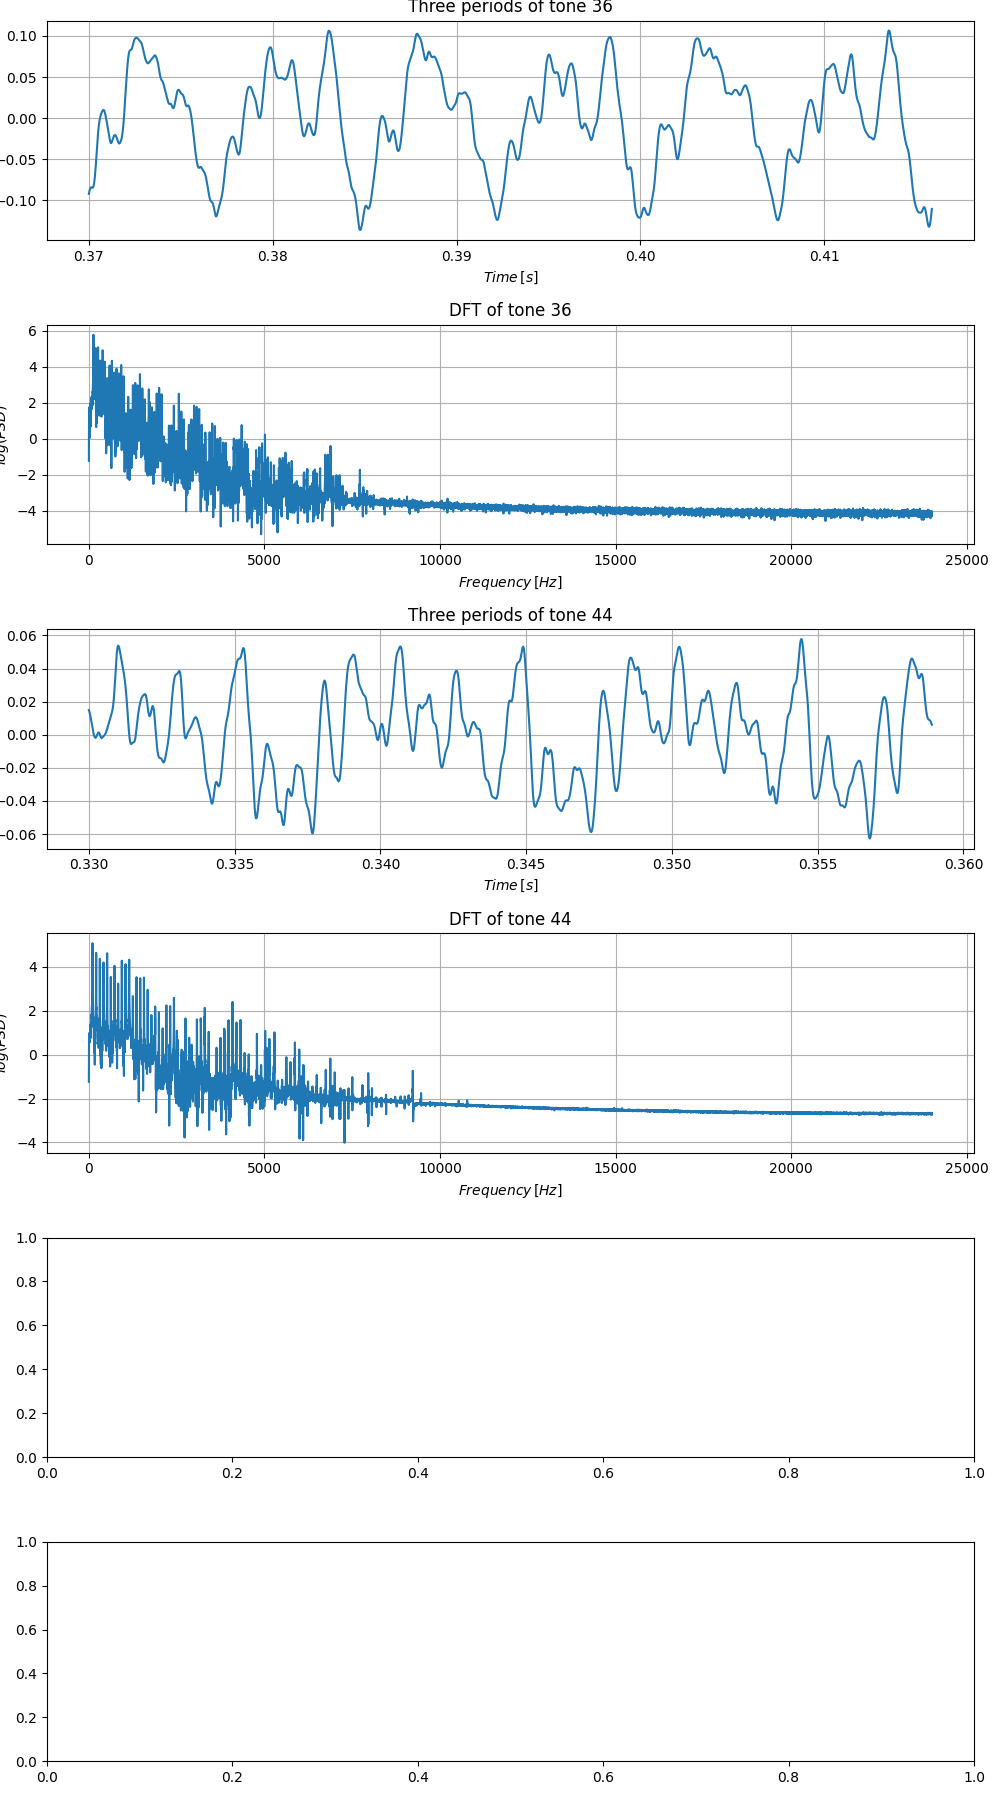 Three periods of tone 36
0.10
0.05
0.00
−0.05
−0.10
0.37 0.38 0.39 0.40 0.41
Time [s]
DFT of tone 36
6
4
2
0
−2
−4
log(PSD)
0 5000 10000 15000 20000 25000
Frequency [Hz]
Three periods of tone 44
0.06
0.04
0.02
0.00
−0.02
−0.04
−0.06
0.330 0.335 0.340 0.345 0.350 0.355 0.360
Time [s]
DFT of tone 44
4
2
0
−2
−4
log(PSD)
0 5000 10000 15000 20000 25000
Frequency [Hz]
1.0
0.8
0.6
0.4
0.2
0.0
0.0 0.2 0.4 0.6 0.8 1.0
1.0
0.8
0.6
0.4
0.2
0.0
0.0 0.2 0.4 0.6 0.8 1.0